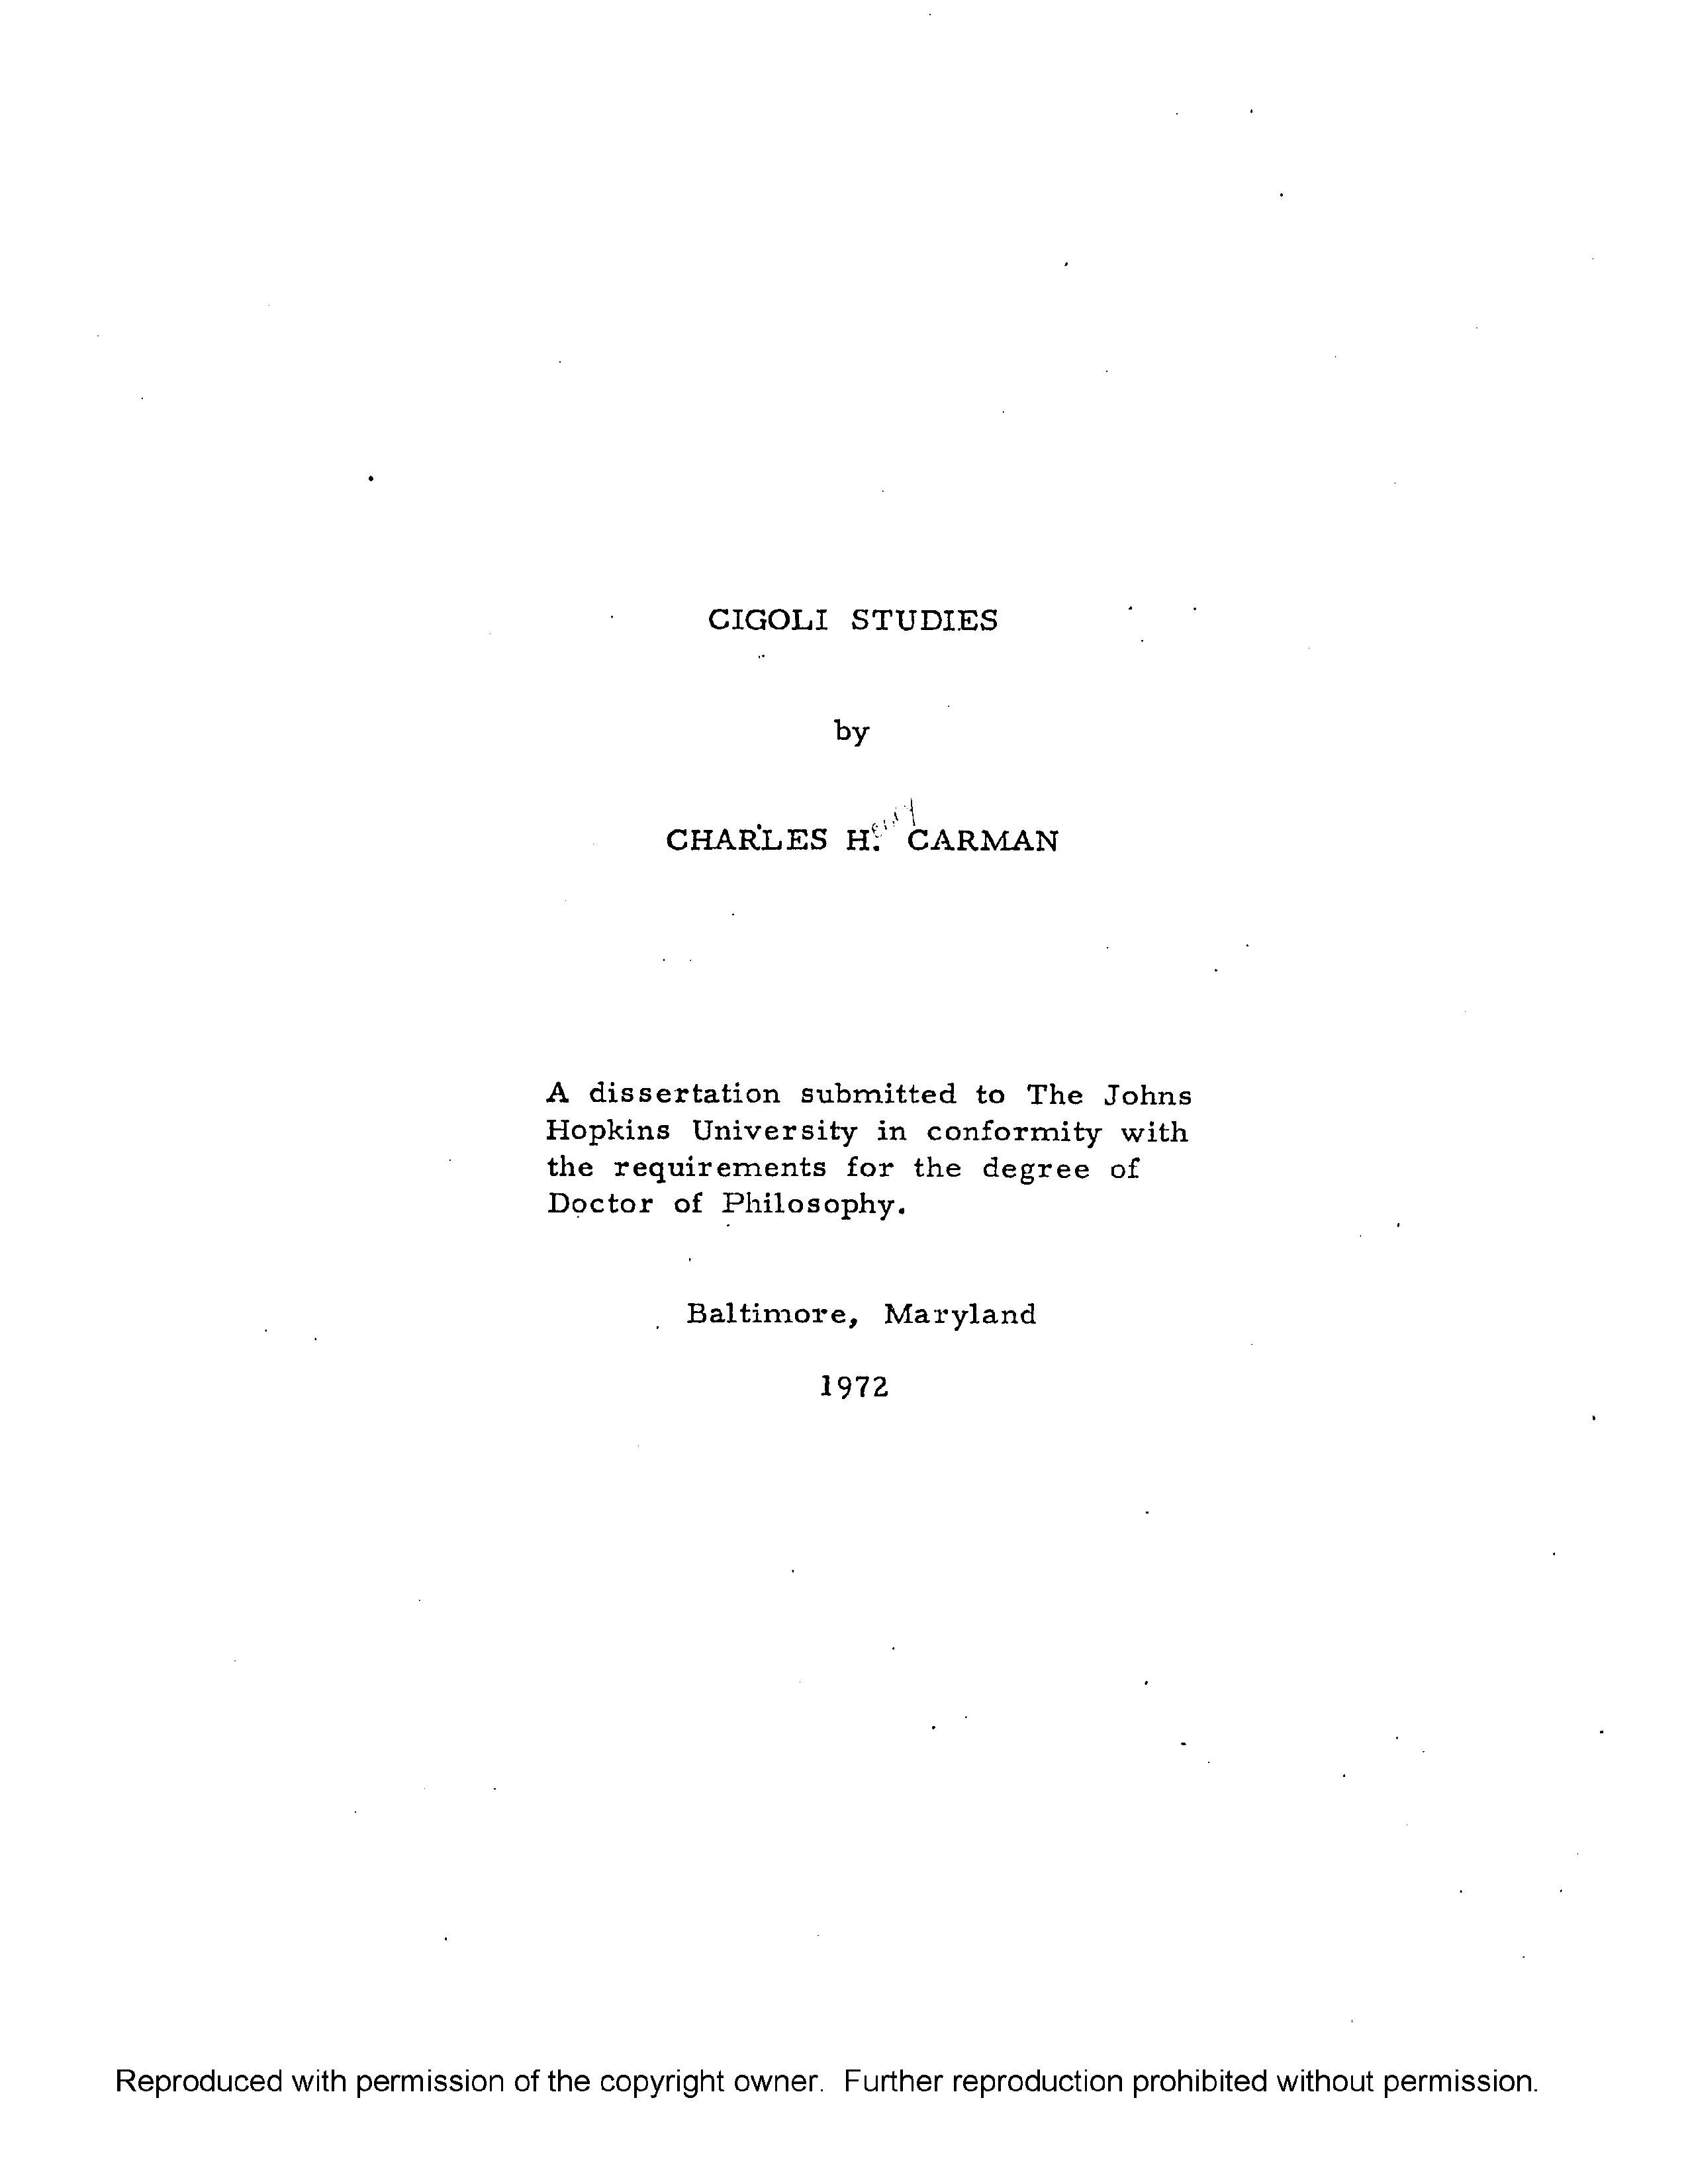 CIGOLI STUDIES
by
CHARLES H. CARMAN
A dissertation submitted to The Johns
Hopkins University in conformity with
the requirements for the degree of
Doctor of Philosophy.
Baltimore, Maryland
1972
Reproduced with permission of the copyright owner. Further reproduction prohibited without permission.